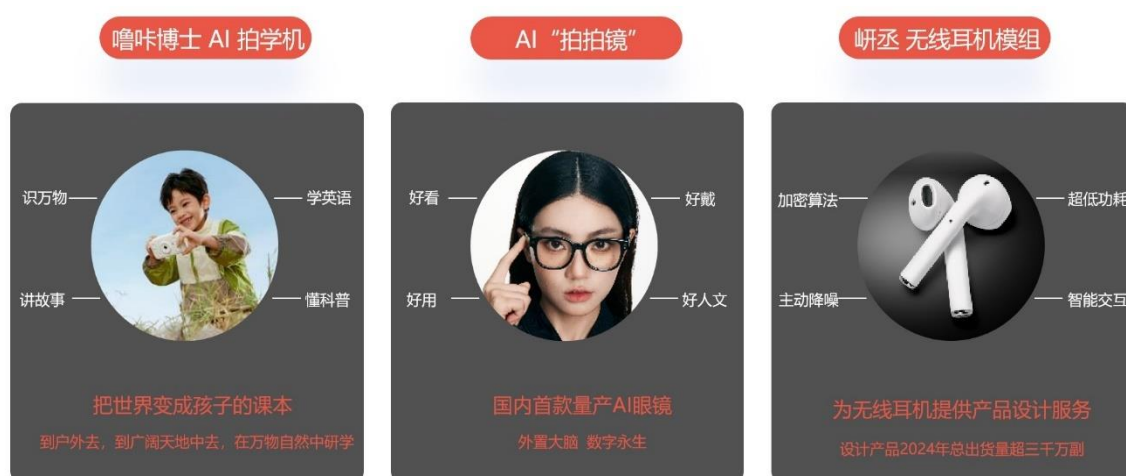 噜咔博士 AI 拍学机
识万物
学英语
讲故事
懂科普
把世界变成孩子的课本
到户外去，到广阔天地中去，在万物自然中研学
AI“拍拍镜”
好看
好戴
好用
好人文
国内首款量产AI眼镜
外置大脑 数字永生
岍丞 无线耳机模组
加密算法
超低功耗
主动降噪
智能交互
为无线耳机提供产品设计服务
设计产品2024年总出货量超三千万副